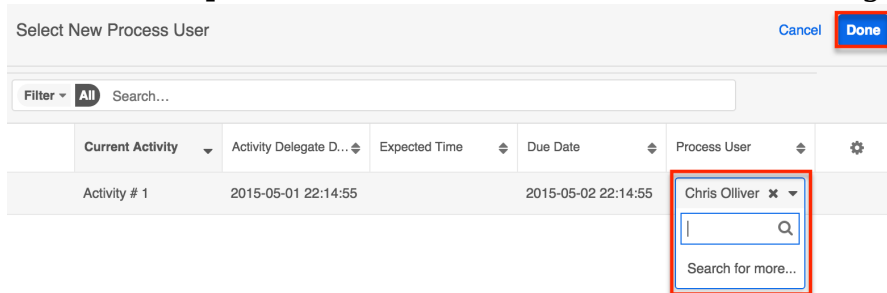 Select New Process User Cancel Done
Filter All Search...
Current Activity Activity Delegate D... Expected Time Due Date Process User
Activity # 1 2015-05-01 22:14:55 2015-05-02 22:14:55 Chris Olliver
Search for more...